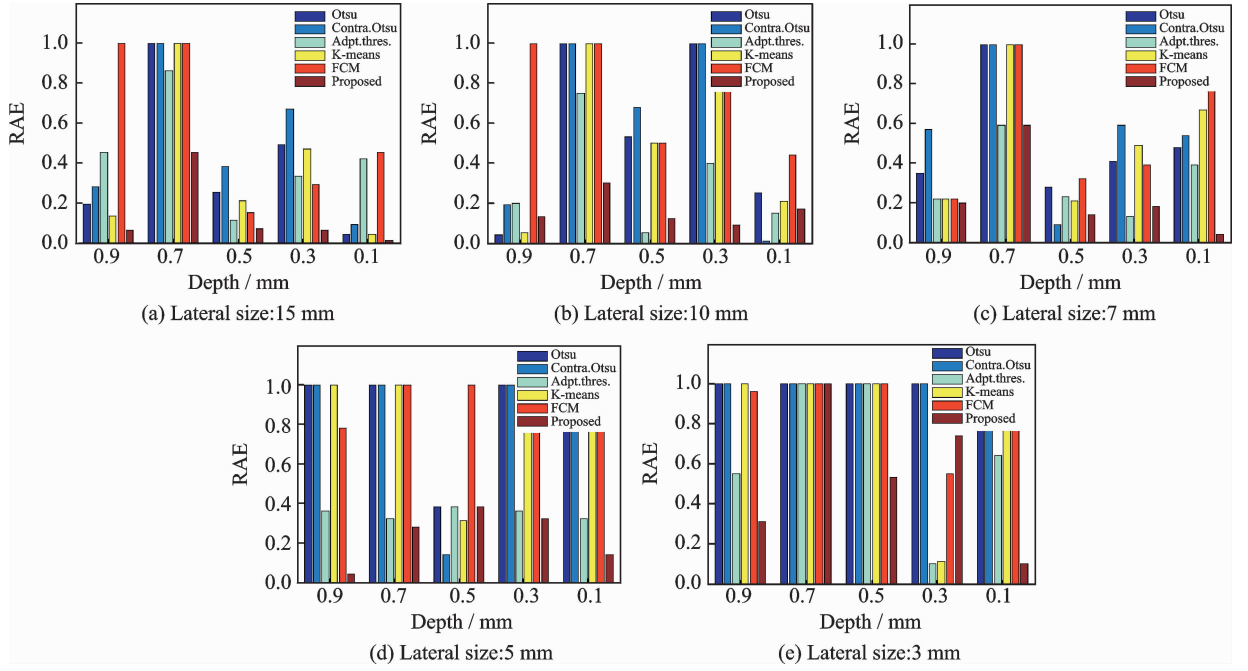 Otsu
Contra.Otsu
Adpt.thres.
K-means
FCM
Proposed
1.0
0.8
0.6
0.4
0.2
0.0
RAE
0.9 0.7 0.5 0.3 0.1
Depth / mm
(a) Lateral size:15 mm
Otsu
Contra.Otsu
Adpt.thres.
K-means
FCM
Proposed
1.0
0.8
0.6
0.4
0.2
0.0
RAE
0.9 0.7 0.5 0.3 0.1
Depth / mm
(b) Lateral size:10 mm
Otsu
Contra.Otsu
Adpt.thres.
K-means
FCM
Proposed
1.0
0.8
0.6
0.4
0.2
0.0
RAE
0.9 0.7 0.5 0.3 0.1
Depth / mm
(c) Lateral size:7 mm
Otsu
Contra.Otsu
Adpt.thres.
K-means
FCM
Proposed
1.0
0.8
0.6
0.4
0.2
0.0
RAE
0.9 0.7 0.5 0.3 0.1
Depth / mm
(d) Lateral size:5 mm
Otsu
Contra.Otsu
Adpt.thres.
K-means
FCM
Proposed
1.0
0.8
0.6
0.4
0.2
0.0
RAE
0.9 0.7 0.5 0.3 0.1
Depth / mm
(e) Lateral size:3 mm